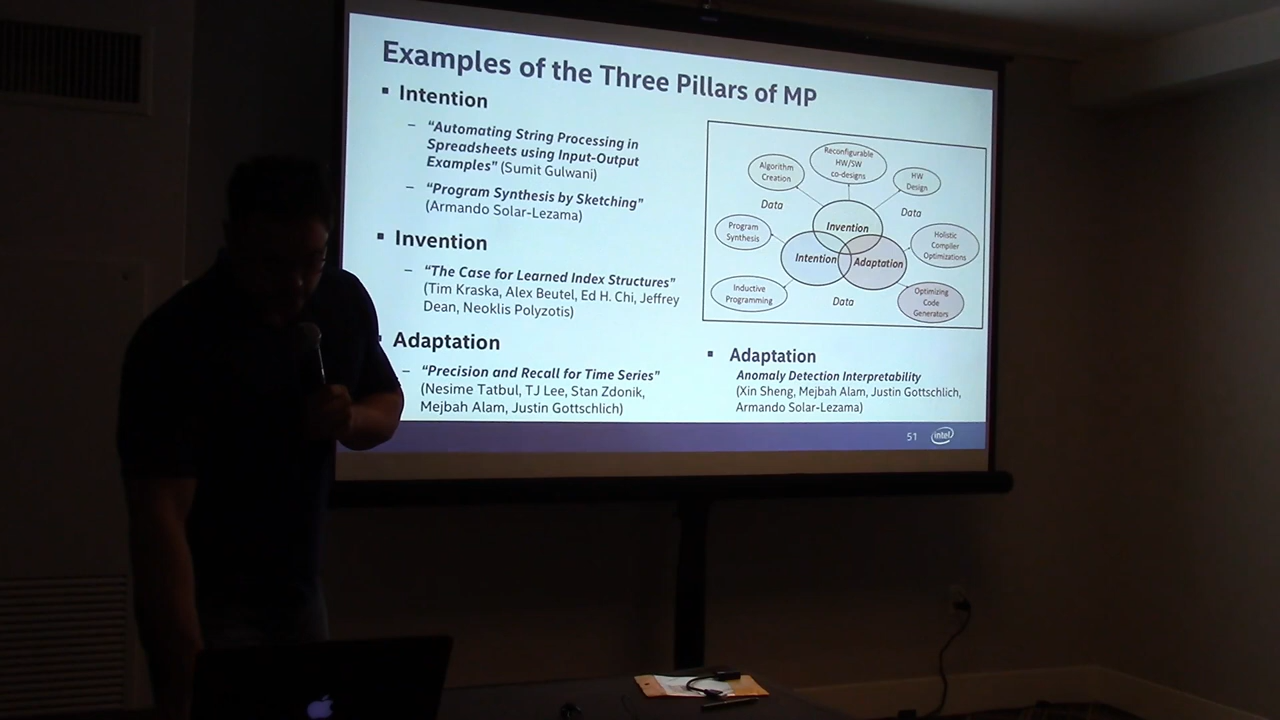 Examples of the Three Pillars of MP
▪ Intention
– “Automating String Processing in
Spreadsheets using Input-Output
Examples” (Sumit Gulwani)
– “Program Synthesis by Sketching”
(Armando Solar-Lezama)
▪ Invention
– “The Case for Learned Index Structures”
(Tim Kraska, Alex Beutel, Ed H. Chi, Jeffrey
Dean, Neoklis Polyzotis)
▪ Adaptation
– “Precision and Recall for Time Series”
(Nesime Tatbul, TJ Lee, Stan Zdonik,
Mejbah Alam, Justin Gottschlich)
Algorithm
Creation
Reconfigurable
HW/SW
co-designs
HW
Design
Data
Data
Program
Synthesis
Invention
Holistic
Compiler
Optimizations
Intention
Adaptation
Inductive
Programming
Data
Optimizing
Code
Generators
▪ Adaptation
Anomaly Detection Interpretability
(Xin Sheng, Mejbah Alam, Justin Gottschlich,
Armando Solar-Lezama)
51
intel